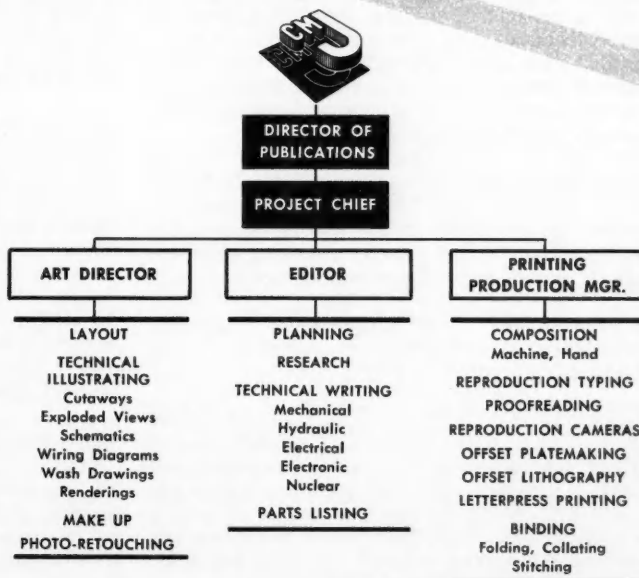 CMJ
DIRECTOR OF
PUBLICATIONS
PROJECT CHIEF
ART DIRECTOR
LAYOUT
TECHNICAL
ILLUSTRATING
Cutaways
Exploded Views
Schematics
Wiring Diagrams
Wash Drawings
Renderings
MAKE UP
PHOTO-RETOUCHING
EDITOR
PLANNING
RESEARCH
TECHNICAL WRITING
Mechanical
Hydraulic
Electrical
Electronic
Nuclear
PARTS LISTING
PRINTING
PRODUCTION MGR.
COMPOSITION
Machine, Hand
REPRODUCTION TYPING
PROOFREADING
REPRODUCTION CAMERAS
OFFSET PLATEMAKING
OFFSET LITHOGRAPHY
LETTERPRESS PRINTING
BINDING
Folding, Collating
Stitching